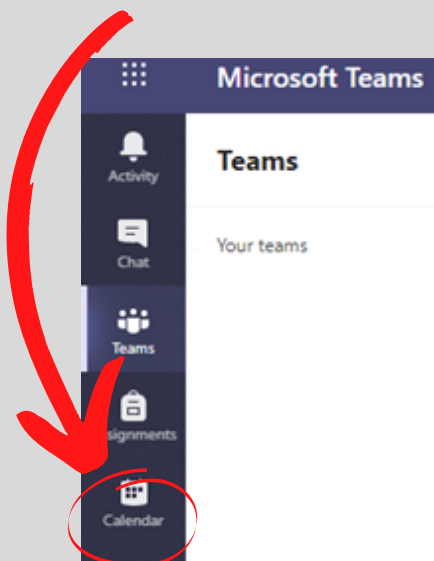 Microsoft Teams
Activity
Teams
Chat
Your teams
Teams
signments
Calendar